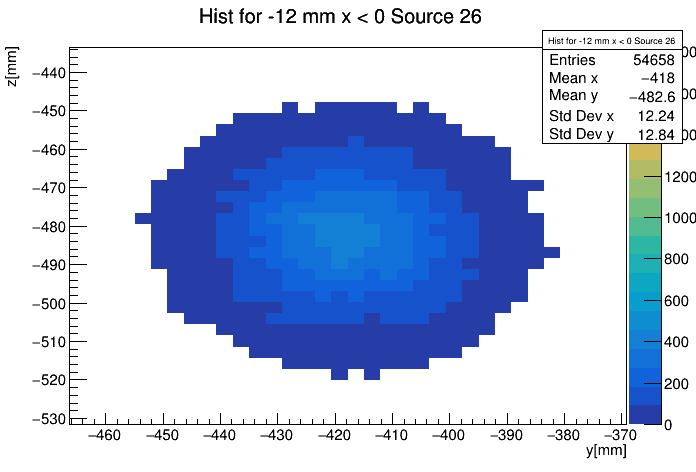 Hist for -12 mm x < 0 Source 26
z[mm]
Hist for -12 mm x < 0 Source 26
Entries 54658
Mean x −418
Mean y −482.6
Std Dev x 12.24
Std Dev y 12.84
−440
−450
−460
−470
−480
−490
−500
−510
−520
−530
1200
1000
800
600
400
200
0
−460 −450 −440 −430 −420 −410 −400 −390 −380 −370
y[mm]